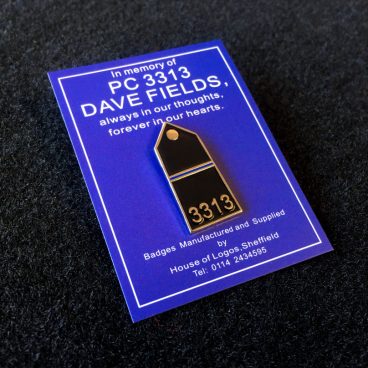 In memory of
PC 3313
DAVE FIELDS,
always in our thoughts,
forever in our hearts.
3313
Badges Manufactured and Supplied
by
House of Logos,Sheffield
Tel: 0114 2434595